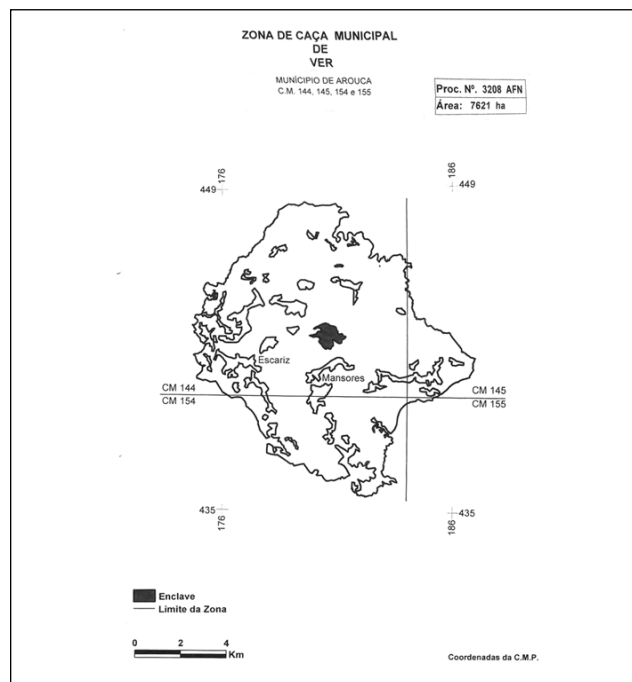 ZONA DE CAÇA MUNICIPAL
DE
VER
MUNÍCIPIO DE AROUCA
C.M. 144, 145, 154 e 155
Proc. Nº. 3208 AFN
Área: 7621 ha
176
186
449
449
Escariz
Mansores
CM 144
CM 145
CM 154
CM 155
435
435
176
186
Enclave
Limite da Zona
0 2 4
Km
Coordenadas da C.M.P.